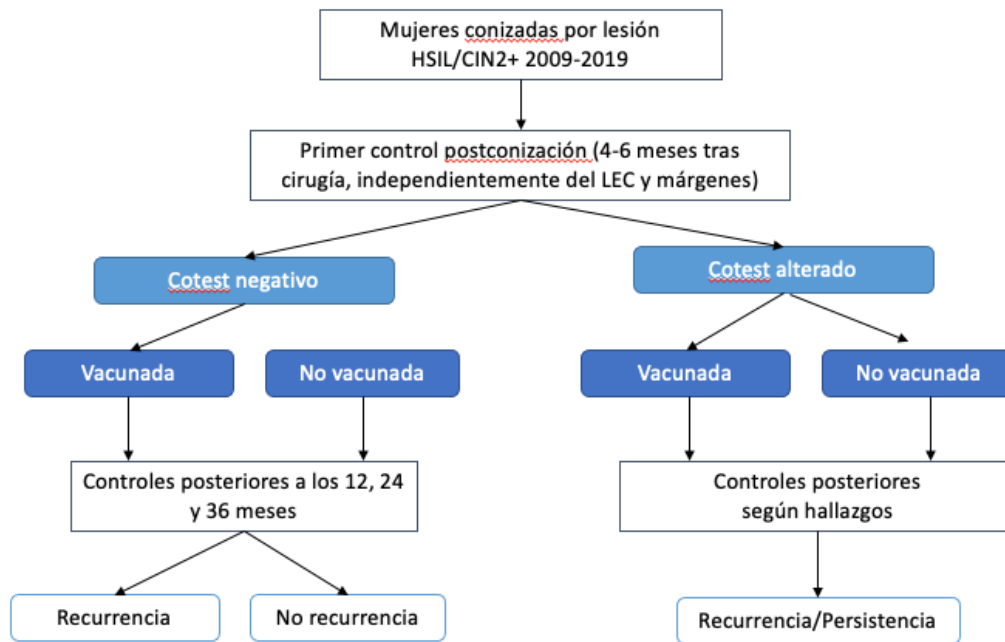 Mujeres conizadas por lesión
HSIL/CIN2+ 2009-2019
Primer control postconización (4-6 meses tras
cirugía, independientemente del LEC y márgenes)
Cotest negativo
Cotest alterado
Vacunada
No vacunada
Vacunada
No vacunada
Controles posteriores a los 12, 24
y 36 meses
Controles posteriores
según hallazgos
Recurrencia
No recurrencia
Recurrencia/Persistencia